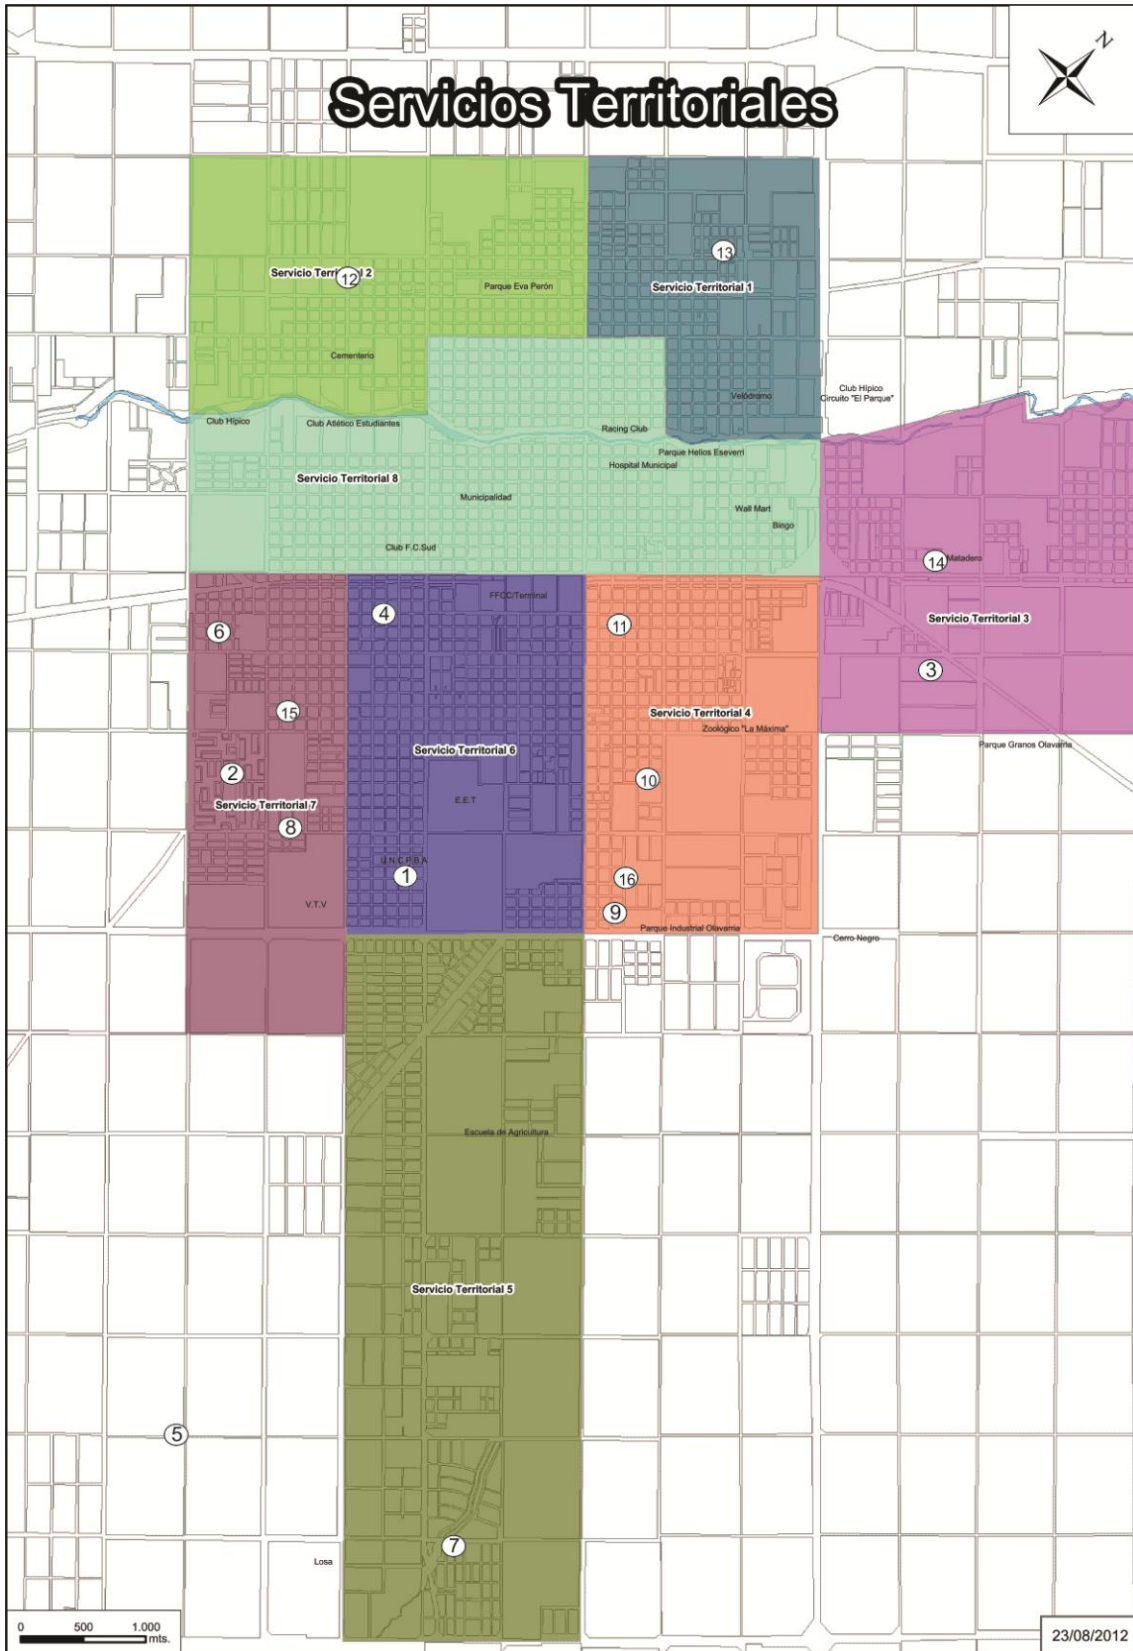 N
Servicios Territoriales
13
Servicio Territorial 2
12
Parque Eva Perón
Servicio Territorial 1
Cementerio
Club Hípico
Circuito "El Parque"
Velódromo
Club Hípico
Club Atlético Estudiantes
Racing Club
Parque Helios Eseverri
Hospital Municipal
Servicio Territorial 8
Municipalidad
Wall Mart
Bingo
Club F.C.Sud
14
Matadero
FFCC/Terminal
4
6
11
Servicio Territorial 3
3
15
Servicio Territorial 4
Zoológico "La Máxima"
Servicio Territorial 6
Parque Granos Olavarria
2
10
E.E.T
Servicio Territorial 7
8
U.N.C.P.B.A
1
16
V.T.V
9
Parque Industrial Olavarria
Cerro Negro
Escuela de Agricultura
Servicio Territorial 5
5
7
Losa
0 500 1.000
mts.
23/08/2012